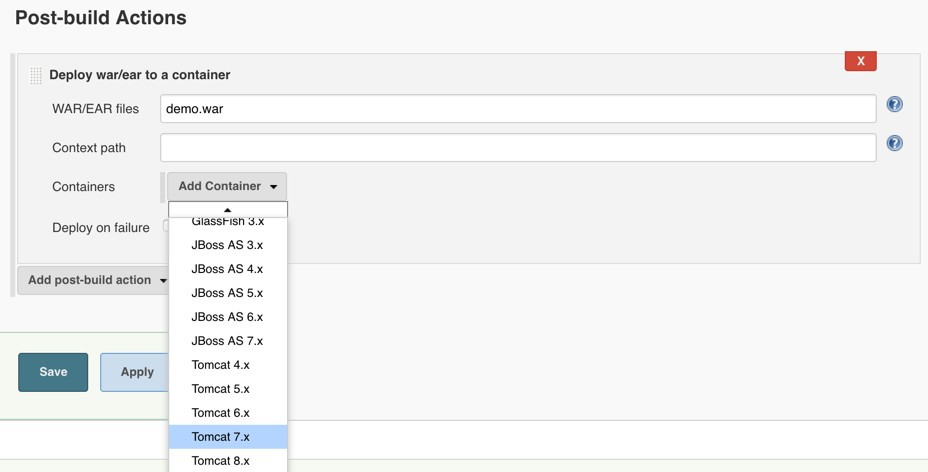 Post-build Actions
X
Deploy war/ear to a container
WAR/EAR files demo.war ?
Context path ?
Containers Add Container
Deploy on failure
GlassFish 3.x
JBoss AS 3.x
JBoss AS 4.x
JBoss AS 5.x
JBoss AS 6.x
JBoss AS 7.x
Tomcat 4.x
Tomcat 5.x
Tomcat 6.x
Tomcat 7.x
Tomcat 8.x
Add post-build action
Save Apply